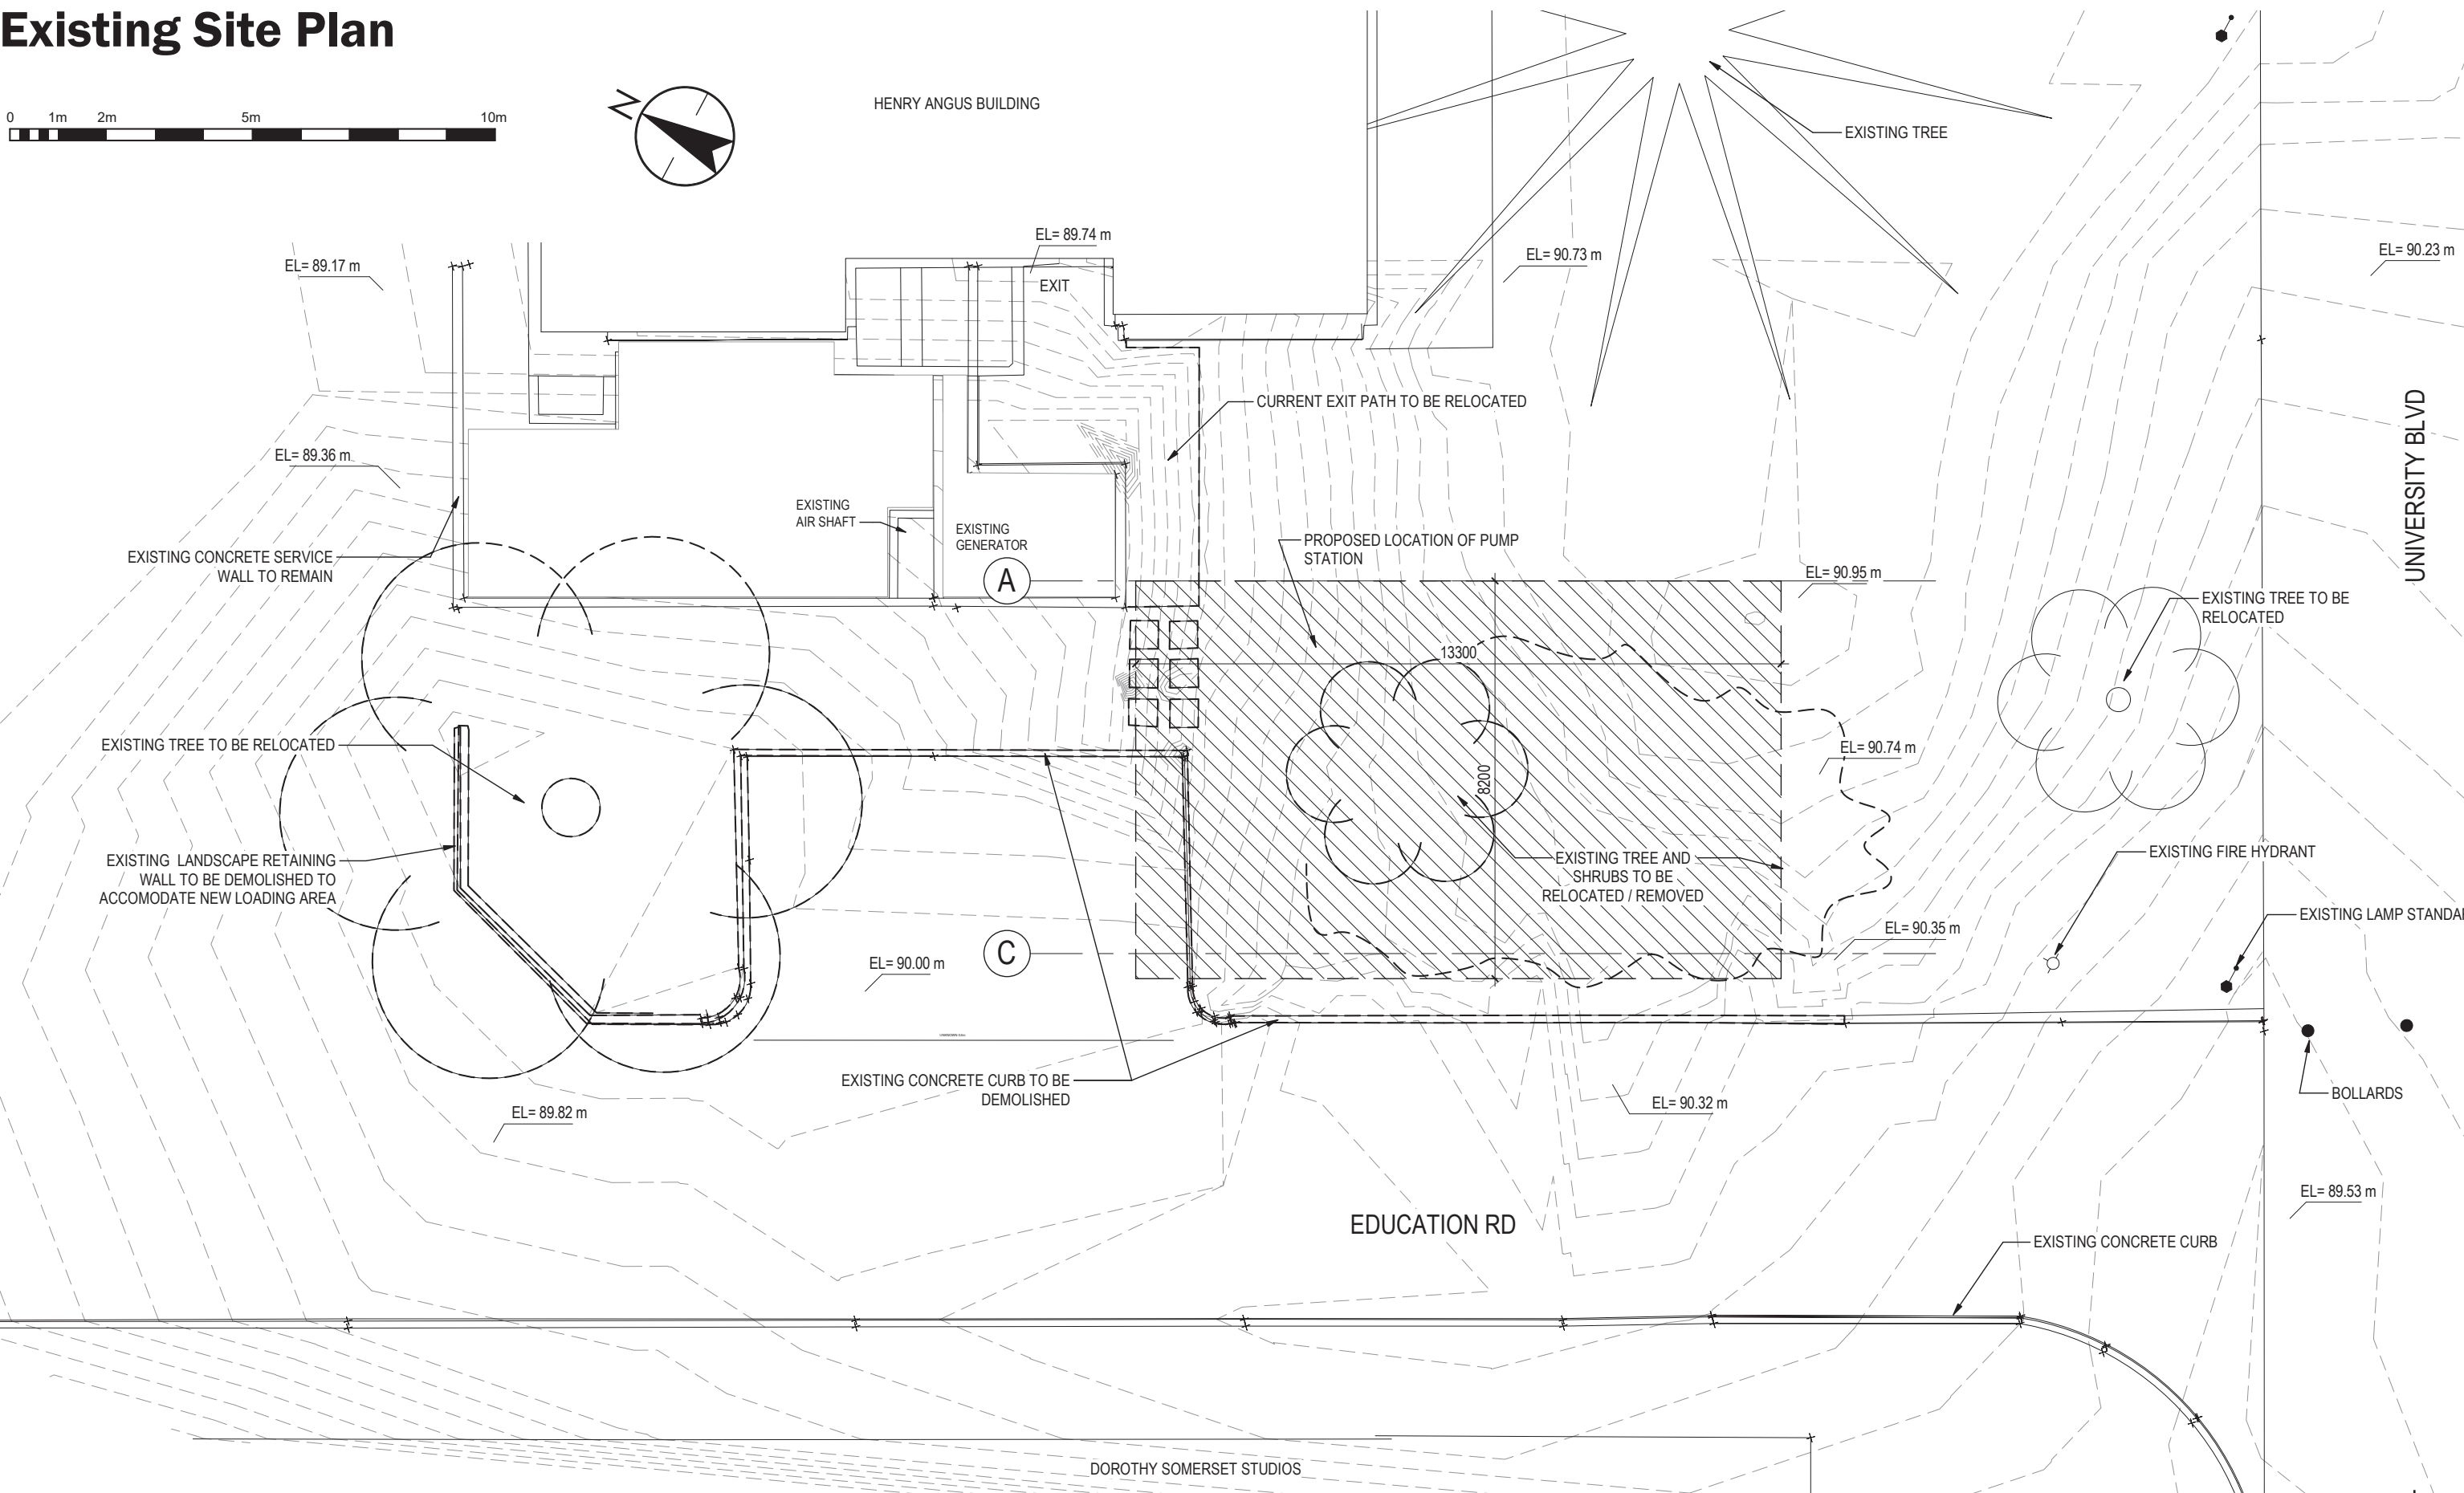 Existing Site Plan
0 1m 2m 5m 10m
N
HENRY ANGUS BUILDING
EXISTING TREE
EL= 89.74 m
EL= 90.73 m
EL= 90.23 m
EL= 89.17 m
EXIT
CURRENT EXIT PATH TO BE RELOCATED
UNIVERSITY BLVD
EL= 89.36 m
EXISTING
AIR SHAFT
EXISTING
GENERATOR
PROPOSED LOCATION OF PUMP
STATION
EXISTING CONCRETE SERVICE
WALL TO REMAIN
A
EL= 90.95 m
EXISTING TREE TO BE
RELOCATED
13300
EXISTING TREE TO BE RELOCATED
EL= 90.74 m
8200
EXISTING LANDSCAPE RETAINING
WALL TO BE DEMOLISHED TO
ACCOMODATE NEW LOADING AREA
EXISTING TREE AND
SHRUBS TO BE
RELOCATED / REMOVED
EXISTING FIRE HYDRANT
EXISTING LAMP STANDA
EL= 90.35 m
C
EL= 90.00 m
EXISTING CONCRETE CURB TO BE
DEMOLISHED
BOLLARDS
EL= 89.82 m
EL= 90.32 m
EL= 89.53 m
EDUCATION RD
EXISTING CONCRETE CURB
DOROTHY SOMERSET STUDIOS